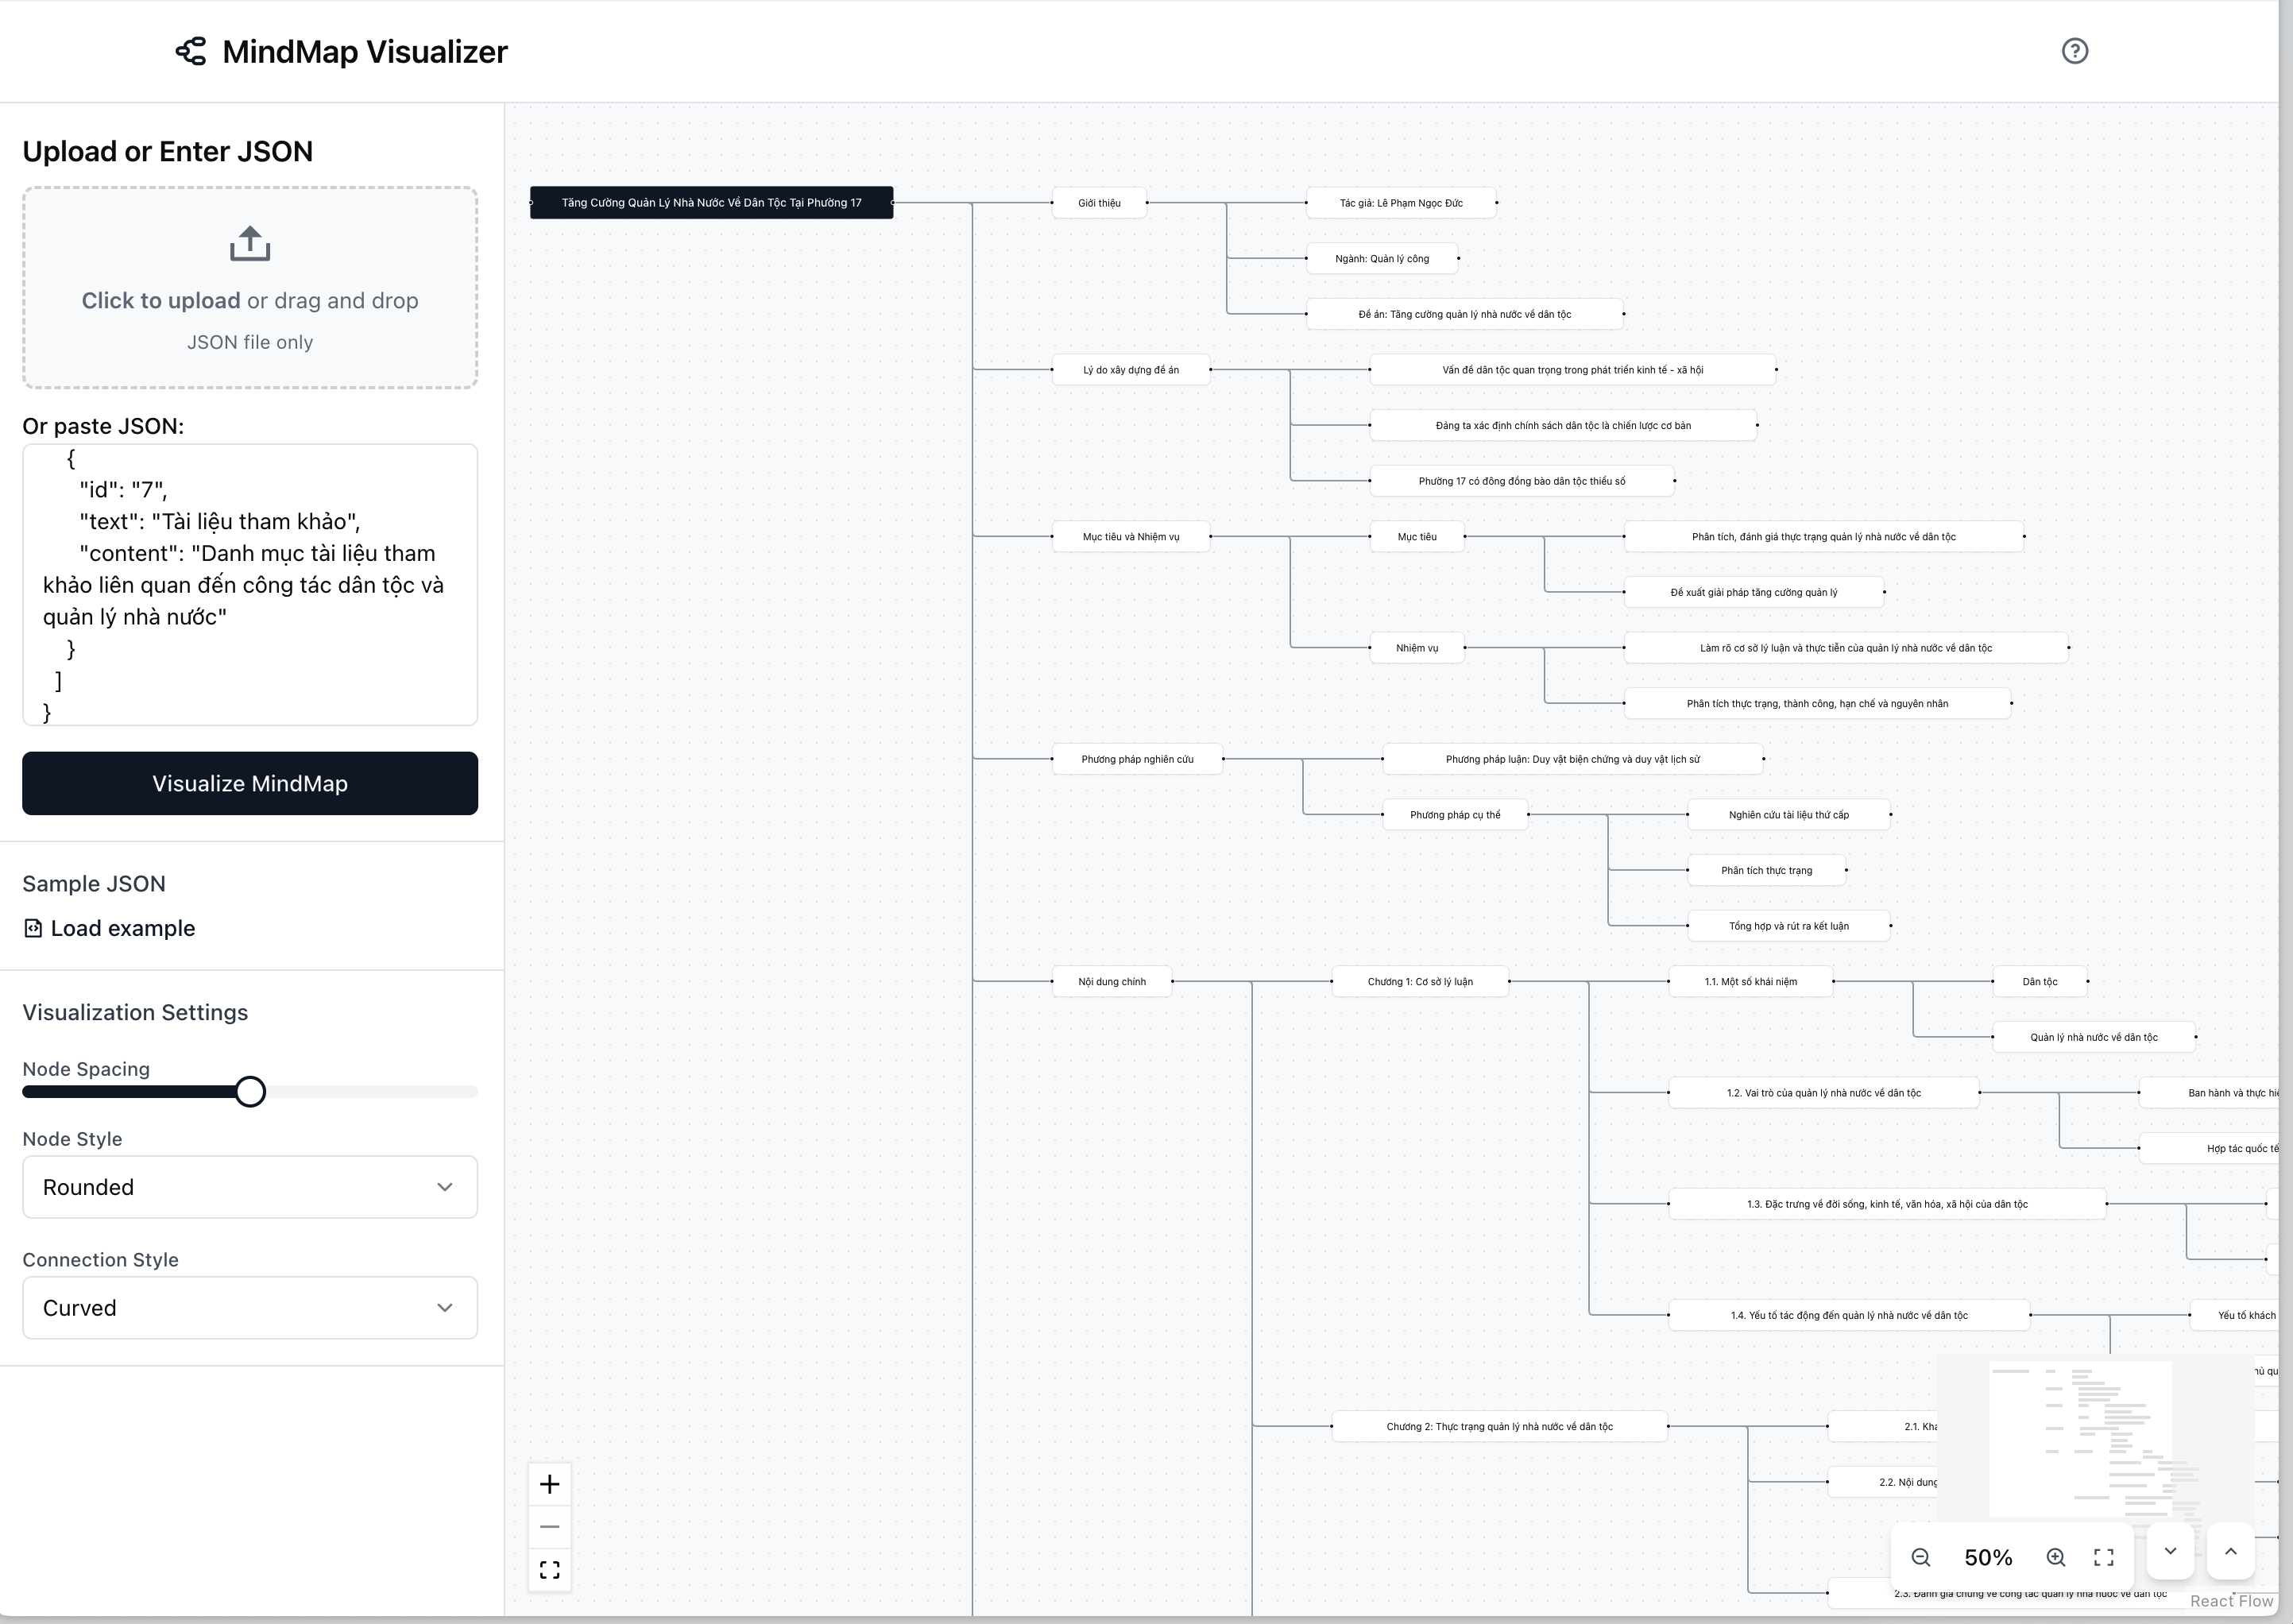 MindMap Visualizer
Upload or Enter JSON
Click to upload or drag and drop
JSON file only
Or paste JSON:
{
"id": "7",
"text": "Tài liệu tham khảo",
"content": "Danh mục tài liệu tham
khảo liên quan đến công tác dân tộc và
quản lý nhà nước"
}
]
}
Visualize MindMap
Sample JSON
Load example
Visualization Settings
Node Spacing
Node Style
Rounded
Connection Style
Curved
Tăng Cường Quản Lý Nhà Nước Về Dân Tộc Tại Phường 17
Giới thiệu
Tác giả: Lê Phạm Ngọc Đức
Ngành: Quản lý công
Đề án: Tăng cường quản lý nhà nước về dân tộc
Lý do xây dựng đề án
Vấn đề dân tộc quan trọng trong phát triển kinh tế - xã hội
Đảng ta xác định chính sách dân tộc là chiến lược cơ bản
Phường 17 có đông đồng bào dân tộc thiểu số
Mục tiêu và Nhiệm vụ
Mục tiêu
Phân tích, đánh giá thực trạng quản lý nhà nước về dân tộc
Đề xuất giải pháp tăng cường quản lý
Nhiệm vụ
Làm rõ cơ sở lý luận và thực tiễn của quản lý nhà nước về dân tộc
Phân tích thực trạng, thành công, hạn chế và nguyên nhân
Phương pháp nghiên cứu
Phương pháp luận: Duy vật biện chứng và duy vật lịch sử
Phương pháp cụ thể
Nghiên cứu tài liệu thứ cấp
Phân tích thực trạng
Tổng hợp và rút ra kết luận
Nội dung chính
Chương 1: Cơ sở lý luận
1.1. Một số khái niệm
Dân tộc
Quản lý nhà nước về dân tộc
1.2. Vai trò của quản lý nhà nước về dân tộc
Ban hành và thực
Hợp tác quốc tế
1.3. Đặc trưng về đời sống, kinh tế, văn hóa, xã hội của dân tộc
1.4. Yếu tố tác động đến quản lý nhà nước về dân tộc
Yếu tố khách
Chương 2: Thực trạng quản lý nhà nước về dân tộc
2.1.
2.2. Nội dung
2.3. Đánh giá chung về công tác quản lý nhà nước về dân tộc
50%
React Flow